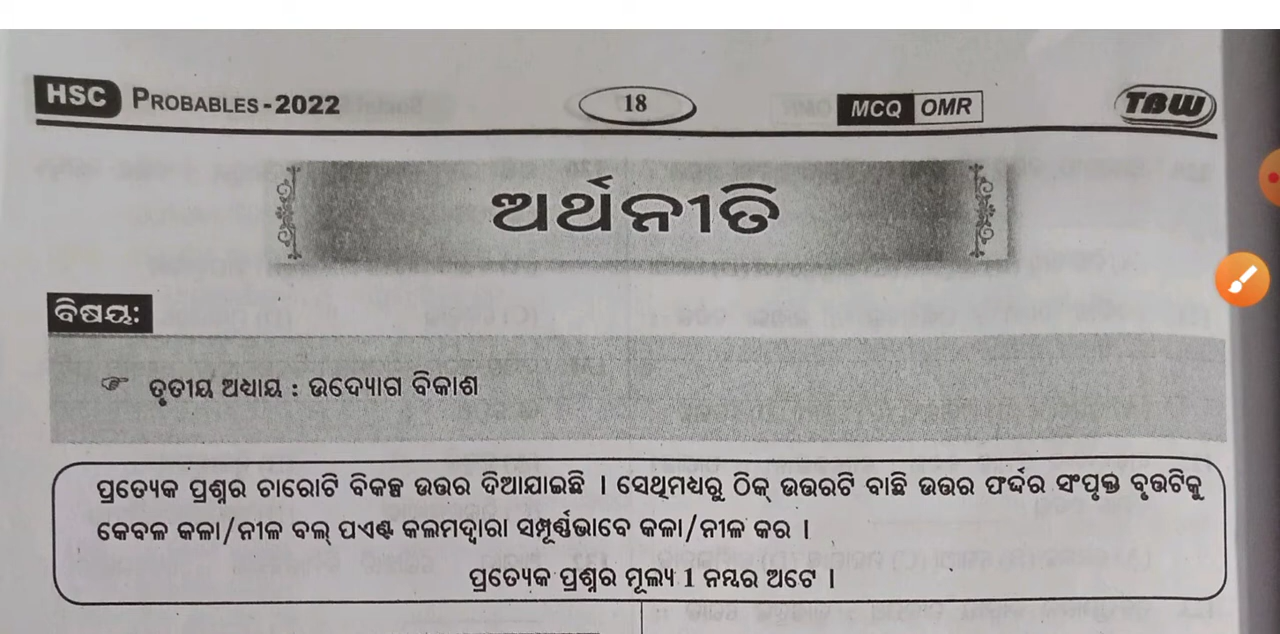 HSC PROBABLES - 2022 18 MCQ OMR TBW
ଅର୍ଥନୀତି
ବିଷୟ:
☞ ତୃତୀୟ ଅଧ୍ୟାୟ : ଉଦ୍ୟୋଗ ବିକାଶ
ପ୍ରତ୍ୟେକ ପ୍ରଶ୍ନର ଚାରୋଟି ବିକଳ୍ପ ଉତ୍ତର ଦିଆଯାଇଛି । ସେଥିମଧ୍ୟରୁ ଠିକ୍ ଉତ୍ତରଟି ବାଛି ଉତ୍ତର ଫର୍ଦ୍ଦର ସଂପୃକ୍ତ ବୃତ୍ତଟିକୁ
କେବଳ କଳା/ନୀଳ ବଲ୍ ପଏଣ୍ଟ କଲମଦ୍ୱାରା ସମ୍ପୂର୍ଣ୍ଣଭାବେ କଳା/ନୀଳ କର ।
ପ୍ରତ୍ୟେକ ପ୍ରଶ୍ନର ମୂଲ୍ୟ 1 ନମ୍ବର ଅଟେ ।